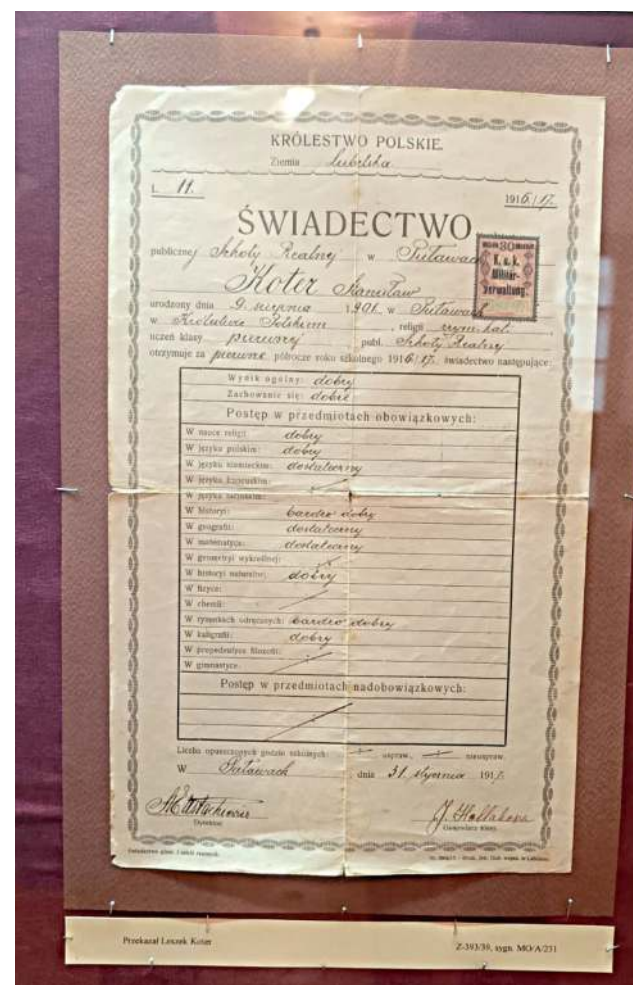 KRÓLESTWO POLSKIE.
Ziemia lubelska
L. 11. 1916/17.
ŚWIADECTWO
publicznej Szkoły Realnej w Puławach
30
K. u. k.
Militär-
verwaltung.
Koter Stanisław
urodzony dnia 9. sierpnia 1901. w Puławach
w Królestwie Polskiem, religii rzym. kat.,
uczeń klasy pierwszej publ. Szkoły Realnej
otrzymuje za pierwsze półrocze roku szkolnego 1916/17. świadectwo następujące:
Wynik ogólny: dobry
Zachowanie się: dobre
Postęp w przedmiotach obowiązkowych:
W nauce religii: dobry
W języku polskim: dobry
W języku niemieckim: dostateczny
W języku francuskim:
W języku łacińskim:
W historyi: bardzo dobry
W geografii: dostateczny
W matematyce: dostateczny
W geometryi wykreślnej:
W historyi naturalnej: dobry
W fizyce:
W chemii:
W rysunkach odręcznych: bardzo dobry
W kaligrafii: dobry
W propedeutyce filozofii:
W gimnastyce:
Postęp w przedmiotach nadobowiązkowych:
Liczba opuszczonych godzin szkolnych: uspraw., nieuspraw.
W Puławach, dnia 31. stycznia 1917.
Dyrektor. Gospodarz klasy.
Przekazał Leszek Koter Z-393/39, sygn. MO/A/231